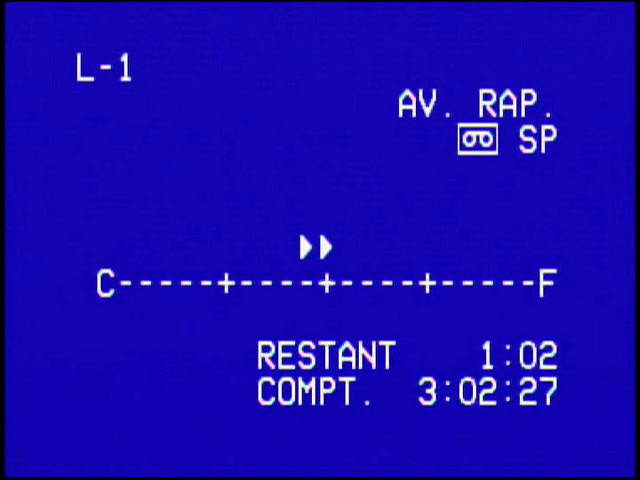 L-1
AV. RAP.
SP
C-----+----+----+-----F
RESTANT 1:02
COMPT. 3:02:27